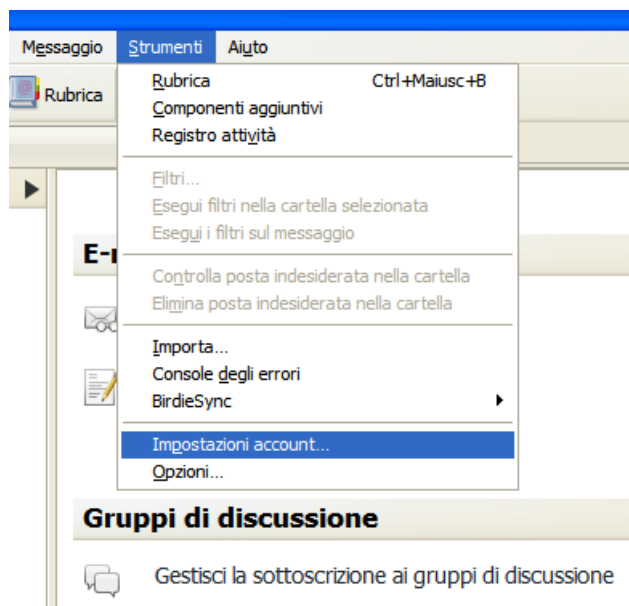 Messaggio Strumenti Aiuto
Rubrica
Rubrica Ctrl+Maiusc+B
Componenti aggiuntivi
Registro attività
Filtri...
Esegui filtri nella cartella selezionata
Esegui i filtri sul messaggio
E-
Controlla posta indesiderata nella cartella
Elimina posta indesiderata nella cartella
Importa...
Console degli errori
BirdieSync
Impostazioni account...
Opzioni...
Gruppi di discussione
Gestisci la sottoscrizione ai gruppi di discussione